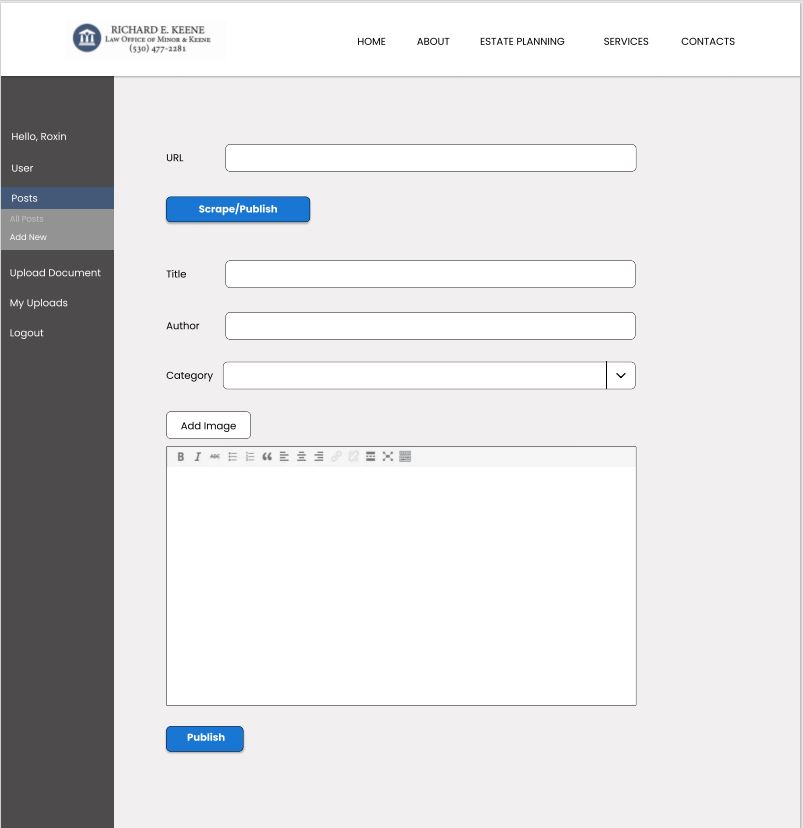 RICHARD E. KEENE
LAW OFFICE OF MINOR & KEENE
(530) 477-2281
HOME ABOUT ESTATE PLANNING SERVICES CONTACTS
Hello, Roxin
User
Posts
All Posts
Add New
Upload Document
My Uploads
Logout
URL
Scrape/Publish
Title
Author
Category
Add Image
B I ABC
Publish